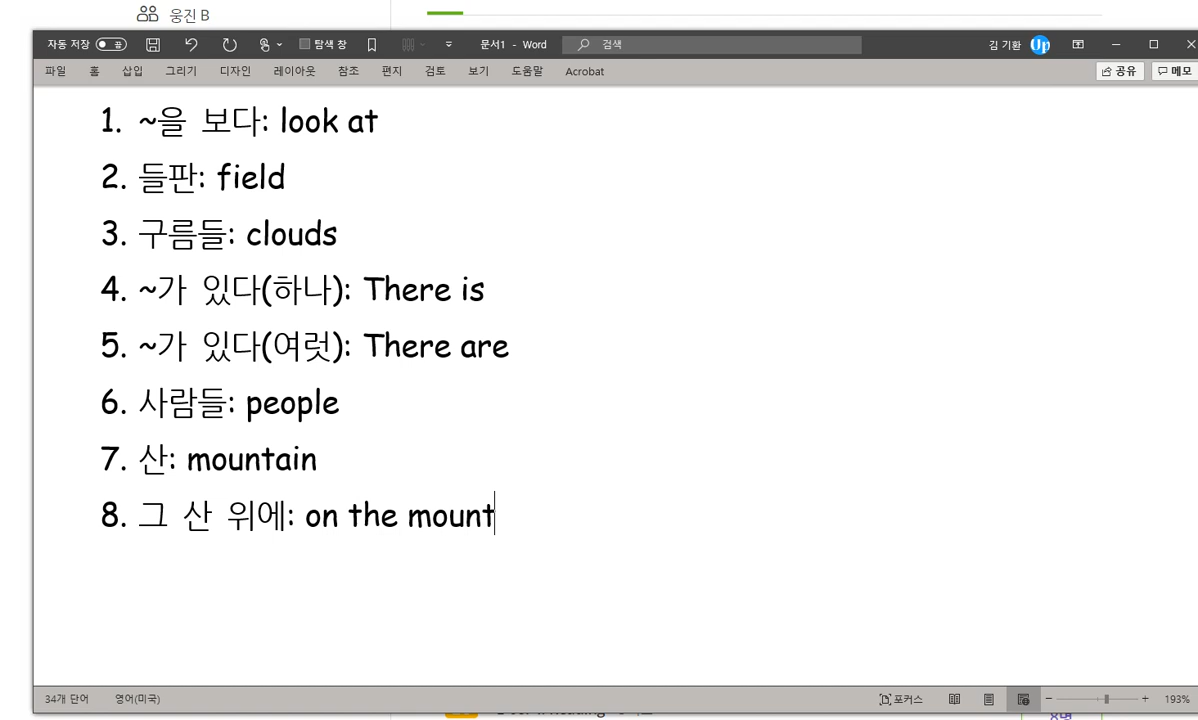 웅진 B
자동 저장 끔 탐색 창 문서1 - Word 검색 김 기환 Up
파일 홈 삽입 그리기 디자인 레이아웃 참조 편지 검토 보기 도움말 Acrobat 공유 메모
1. ~을 보다: look at
2. 들판: field
3. 구름들: clouds
4. ~가 있다(하나): There is
5. ~가 있다(여럿): There are
6. 사람들: people
7. 산: mountain
8. 그 산 위에: on the mount
34개 단어 영어(미국) 포커스 193%